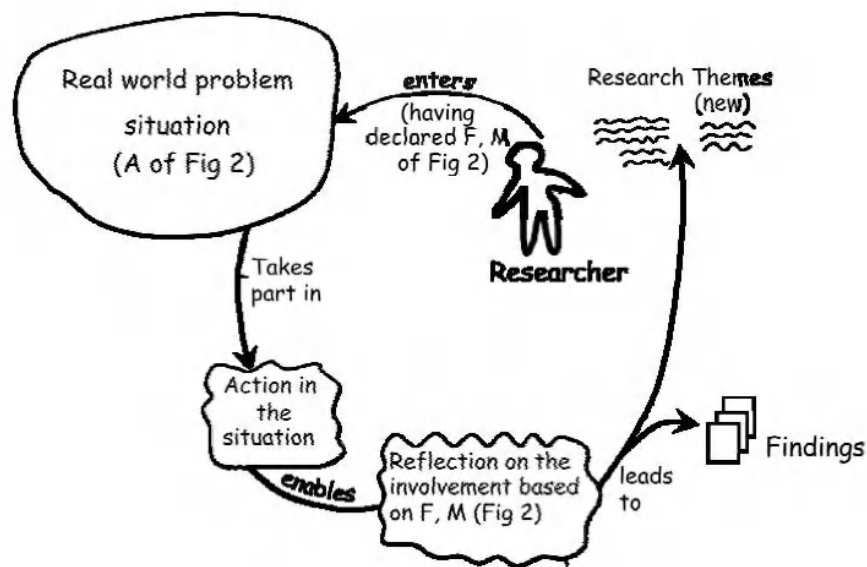 Real world problem
situation
(A of Fig 2)
enters
(having
declared F, M
of Fig 2)
Researcher
Research Themes
(new)
Takes
part in
Action in
the
situation
enables
Reflection on the
involvement based
on F, M (Fig 2)
leads
to
Findings